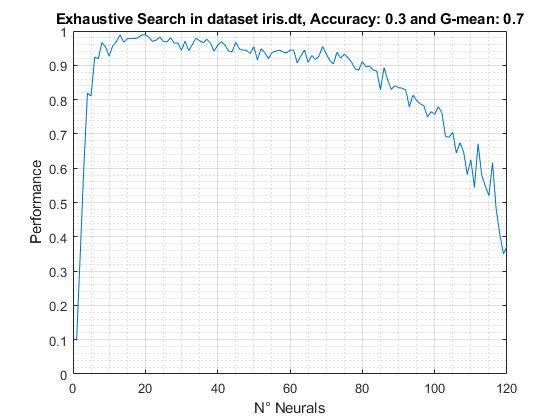 Exhaustive Search in dataset iris.dt, Accuracy: 0.3 and G-mean: 0.7
1
0.9
0.8
0.7
0.6
0.5
0.4
0.3
0.2
0.1
0
Performance
0 20 40 60 80 100 120
N° Neurals